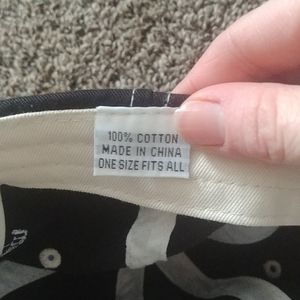 100% COTTON
MADE IN CHINA
ONE SIZE FITS ALL